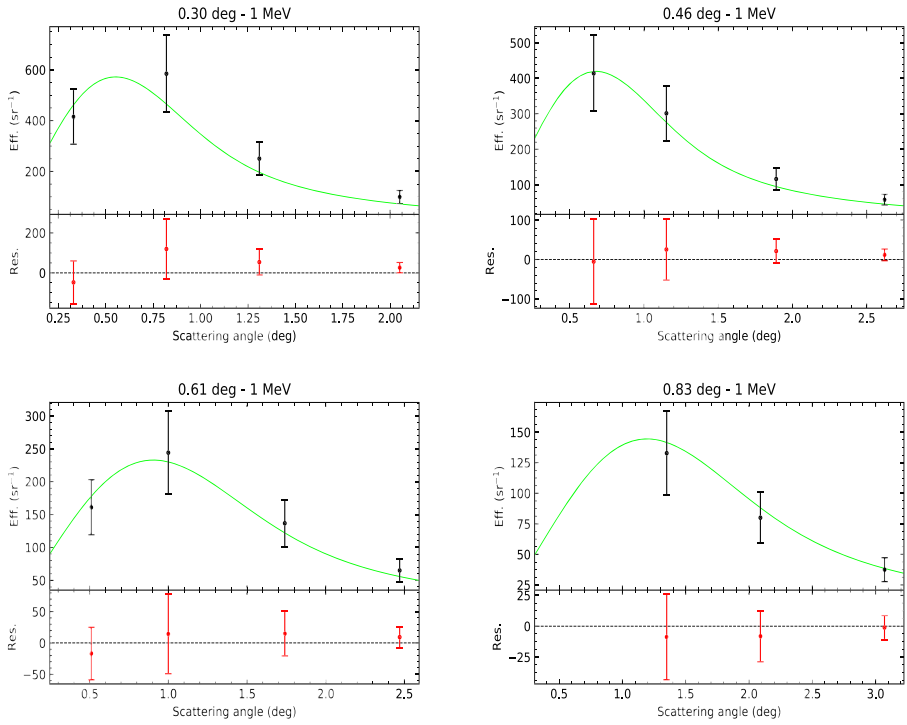 0.30 deg - 1 MeV
600
400
200
Eff. (sr⁻¹)
200
0
Res.
0.25 0.50 0.75 1.00 1.25 1.50 1.75 2.00
Scattering angle (deg)
0.46 deg - 1 MeV
500
400
300
200
100
Eff. (sr⁻¹)
100
0
−100
Res.
0.5 1.0 1.5 2.0 2.5
Scattering angle (deg)
0.61 deg - 1 MeV
300
250
200
150
100
50
Eff. (sr⁻¹)
50
0
−50
Res.
0.5 1.0 1.5 2.0 2.5
Scattering angle (deg)
0.83 deg - 1 MeV
150
125
100
75
50
25
Eff. (sr⁻¹)
25
0
−25
Res.
0.5 1.0 1.5 2.0 2.5 3.0
Scattering angle (deg)